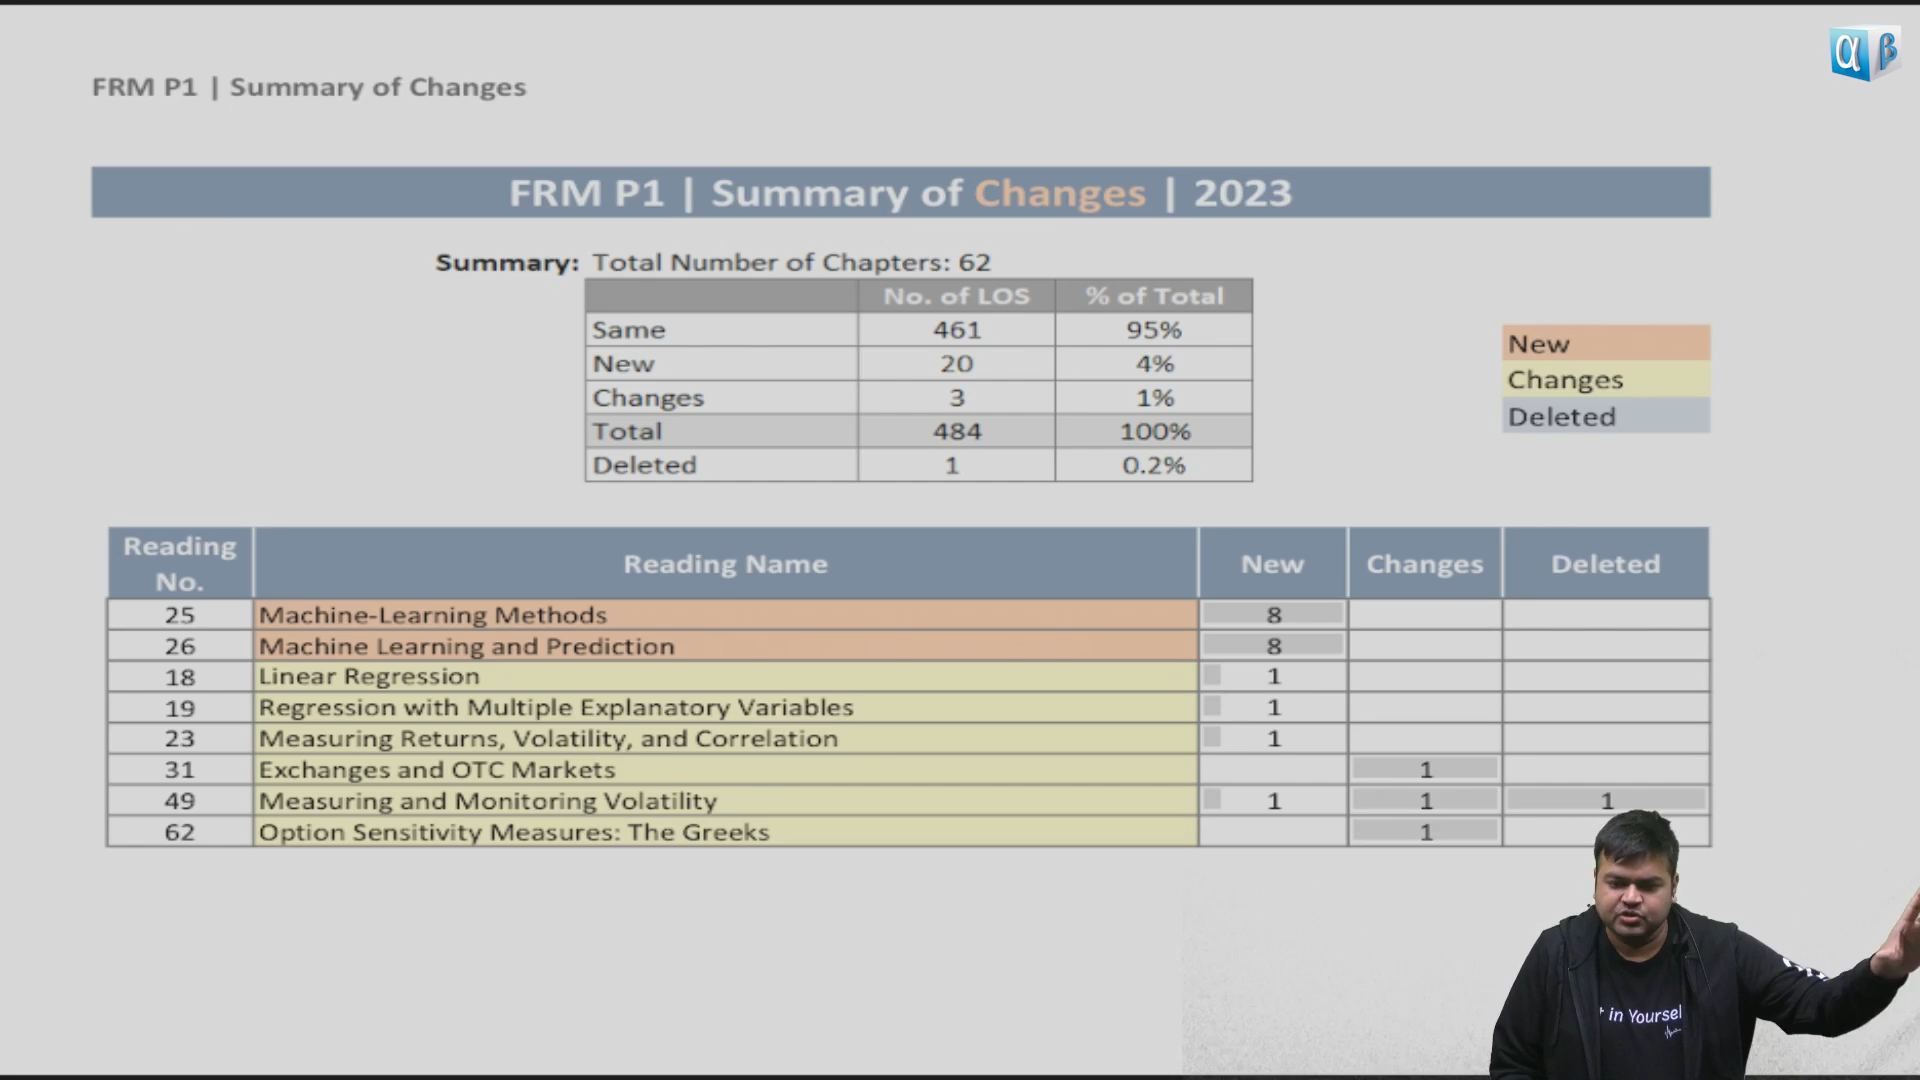 α β
FRM P1 | Summary of Changes
FRM P1 | Summary of Changes | 2023
Summary: Total Number of Chapters: 62
No. of LOS % of Total
Same 461 95%
New 20 4%
Changes 3 1%
Total 484 100%
Deleted 1 0.2%
New
Changes
Deleted
Reading No. Reading Name New Changes Deleted
25 Machine-Learning Methods 8
26 Machine Learning and Prediction 8
18 Linear Regression 1
19 Regression with Multiple Explanatory Variables 1
23 Measuring Returns, Volatility, and Correlation 1
31 Exchanges and OTC Markets 1
49 Measuring and Monitoring Volatility 1 1 1
62 Option Sensitivity Measures: The Greeks 1
in Yoursel